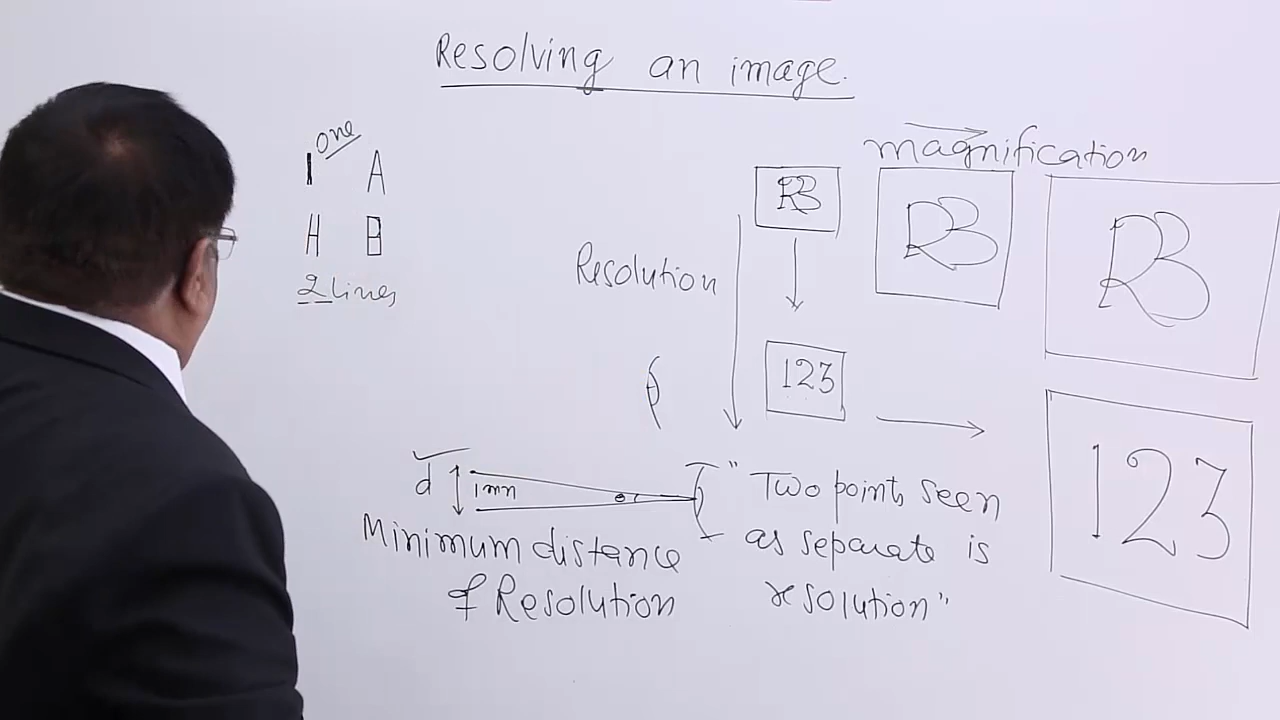 Resolving an image.
one
I A
H B
2 lines
magnification
RB RB RB
Resolution
123
123
d 1mm θ
Minimum distance
of Resolution
"Two points seen
as separate is
resolution"